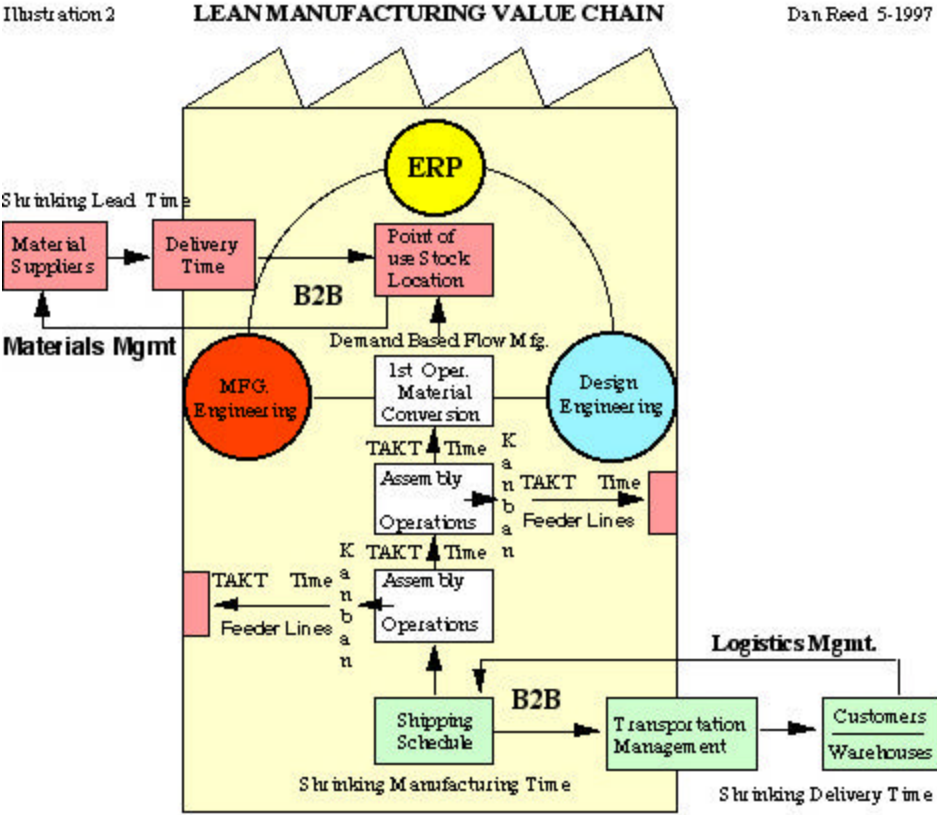 Illustration 2
LEAN MANUFACTURING VALUE CHAIN
Dan Reed 5-1997
ERP
Shrinking Lead Time
Material
Suppliers
Delivery
Time
Point of
use Stock
Location
B2B
Materials Mgmt
Demand Based Flow Mfg.
MFG.
Engineering
1st Oper.
Material
Conversion
Design
Engineering
TAKT Time
Kanban
Assembly
Operations
TAKT Time
Feeder Lines
TAKT Time
Kanban
Assembly
Operations
TAKT Time
Feeder Lines
Logistics Mgmt.
B2B
Shipping
Schedule
Transportation
Management
Customers
Warehouses
Shrinking Manufacturing Time
Shrinking Delivery Time